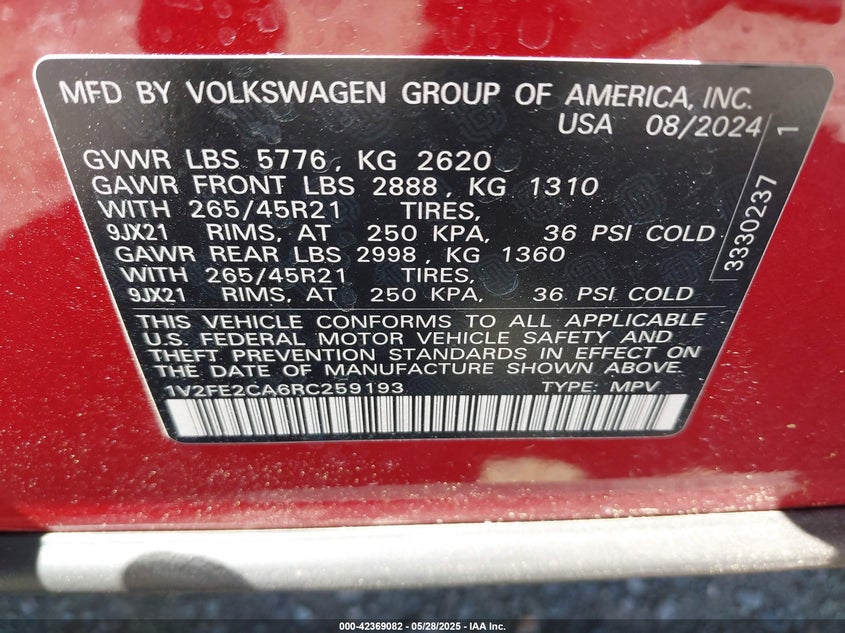 MFD BY VOLKSWAGEN GROUP OF AMERICA, INC.
USA 08/2024
GVWR LBS 5776, KG 2620
GAWR FRONT LBS 2888, KG 1310
WITH 265/45R21 TIRES,
9JX21 RIMS, AT 250 KPA, 36 PSI COLD
GAWR REAR LBS 2998, KG 1360
WITH 265/45R21 TIRES,
9JX21 RIMS, AT 250 KPA, 36 PSI COLD
THIS VEHICLE CONFORMS TO ALL APPLICABLE
U.S. FEDERAL MOTOR VEHICLE SAFETY AND
THEFT PREVENTION STANDARDS IN EFFECT ON
THE DATE OF MANUFACTURE SHOWN ABOVE.
1V2FE2CA6RC259193 TYPE: MPV
3330237 1
000-42369082 | 05/28/2025 - IAA Inc.